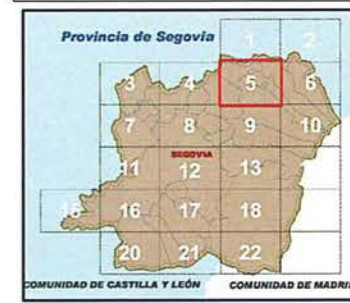 Provincia de Segovia
1 2
3 4 5 6
7 8 9 10
SEGOVIA
11 12 13
15 16 17 18
20 21 22
COMUNIDAD DE CASTILLA Y LEÓN COMUNIDAD DE MADRI